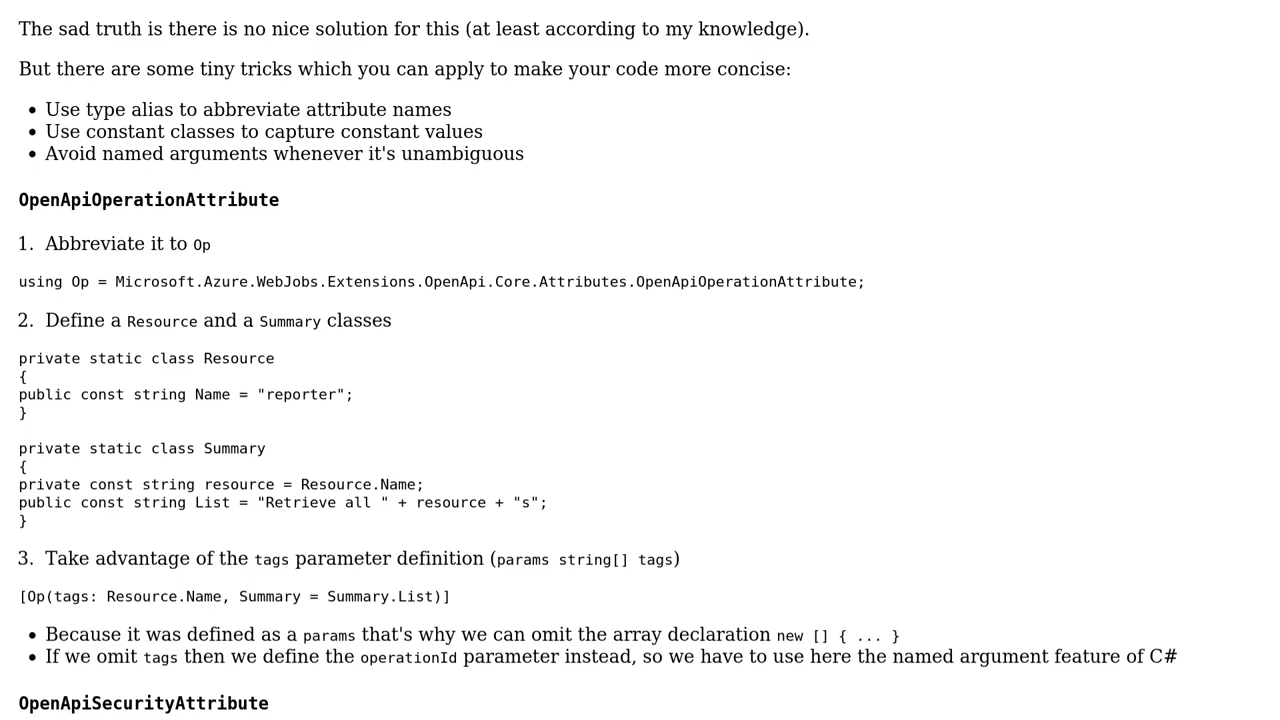 The sad truth is there is no nice solution for this (at least according to my knowledge).
But there are some tiny tricks which you can apply to make your code more concise:
• Use type alias to abbreviate attribute names
• Use constant classes to capture constant values
• Avoid named arguments whenever it's unambiguous
OpenApiOperationAttribute
1. Abbreviate it to Op
using Op = Microsoft.Azure.WebJobs.Extensions.OpenApi.Core.Attributes.OpenApiOperationAttribute;
2. Define a Resource and a Summary classes
private static class Resource
{
public const string Name = "reporter";
}
private static class Summary
{
private const string resource = Resource.Name;
public const string List = "Retrieve all " + resource + "s";
}
3. Take advantage of the tags parameter definition (params string[] tags)
[Op(tags: Resource.Name, Summary = Summary.List)]
• Because it was defined as a params that's why we can omit the array declaration new [] { ... }
• If we omit tags then we define the operationId parameter instead, so we have to use here the named argument feature of C#
OpenApiSecurityAttribute